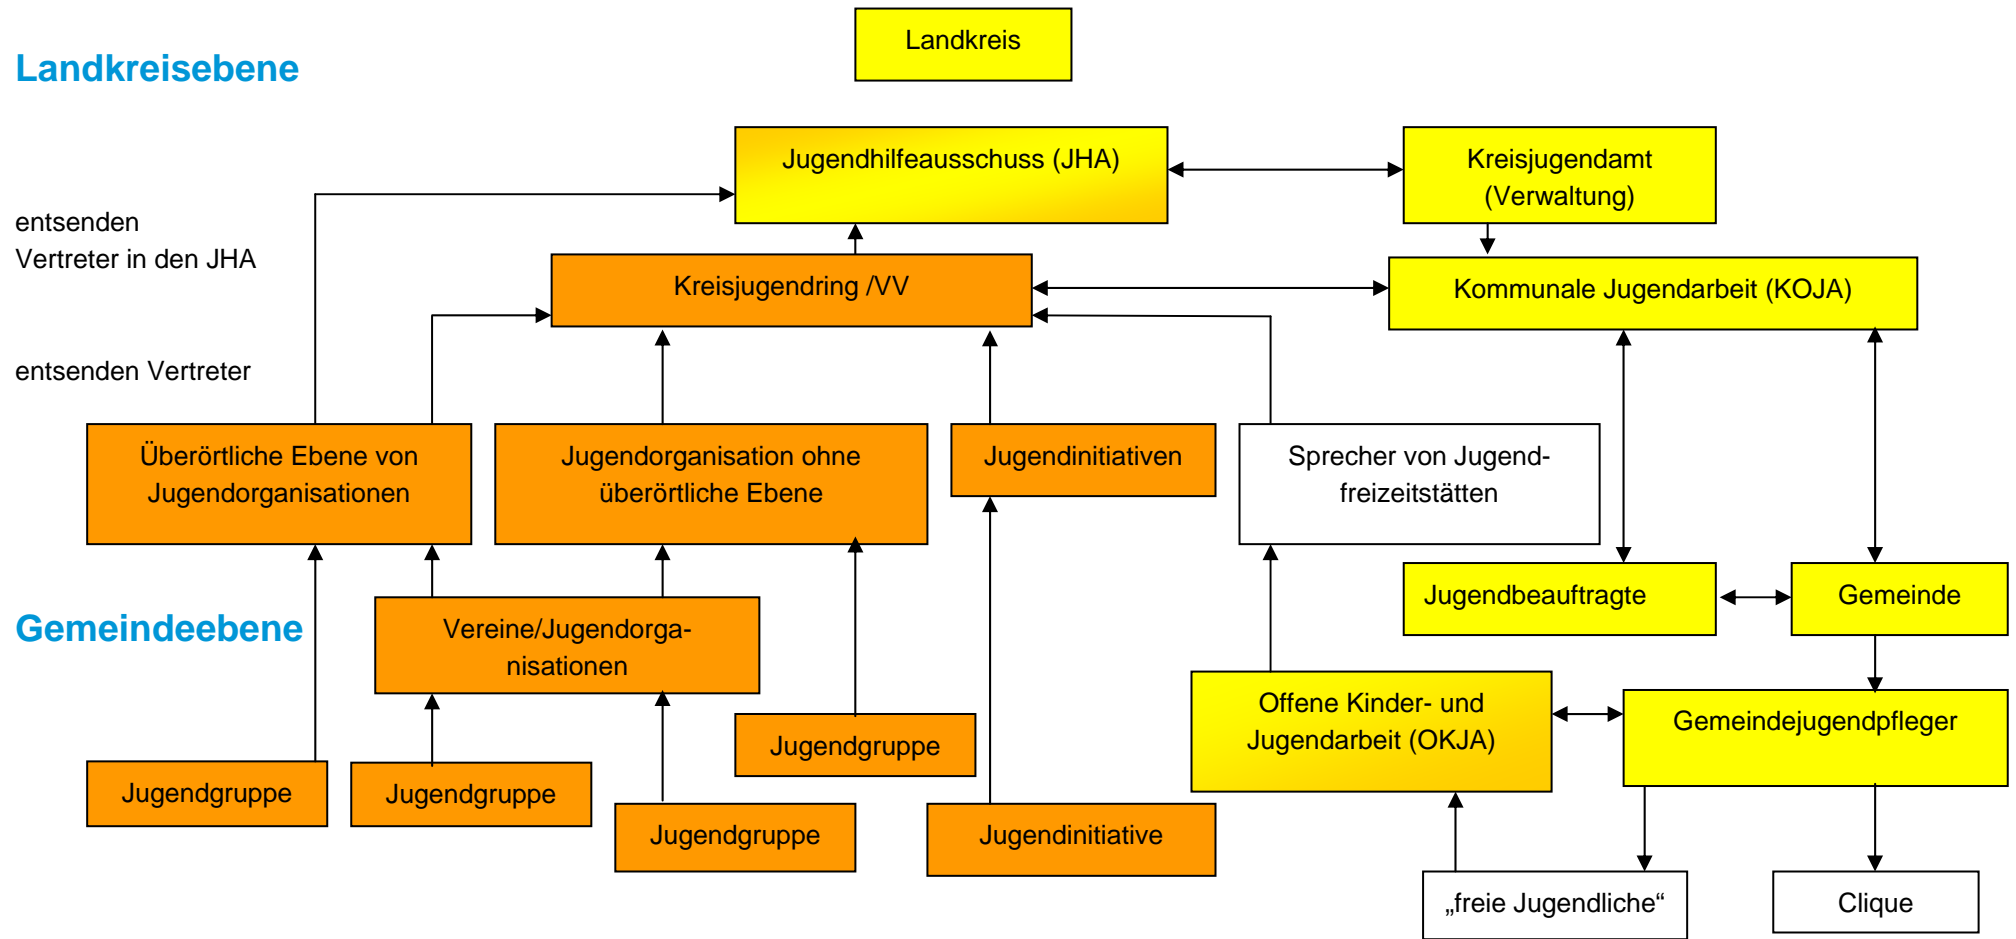 Landkreis
Landkreisebene
Jugendhilfeausschuss (JHA)
Kreisjugendamt
(Verwaltung)
entsenden
Vertreter in den JHA
Kreisjugendring /VV
Kommunale Jugendarbeit (KOJA)
entsenden Vertreter
Überörtliche Ebene von
Jugendorganisationen
Jugendorganisation ohne
überörtliche Ebene
Jugendinitiativen
Sprecher von Jugend-
freizeitstätten
Jugendbeauftragte
Gemeinde
Gemeindeebene
Vereine/Jugendorga-
nisationen
Offene Kinder- und
Jugendarbeit (OKJA)
Gemeindejugendpfleger
Jugendgruppe
Jugendgruppe
Jugendgruppe
Jugendgruppe
Jugendinitiative
„freie Jugendliche“
Clique